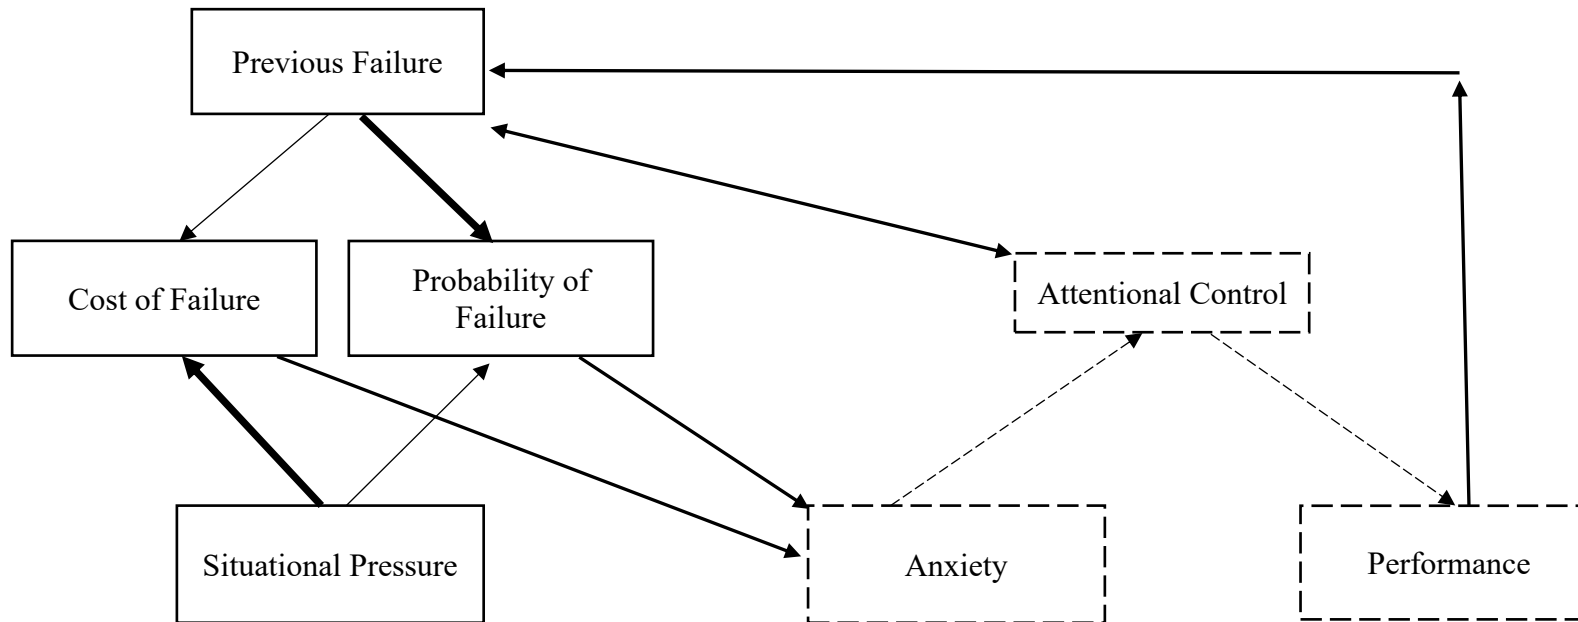 Previous Failure
Cost of Failure
Probability of
Failure
Attentional Control
Situational Pressure
Anxiety
Performance